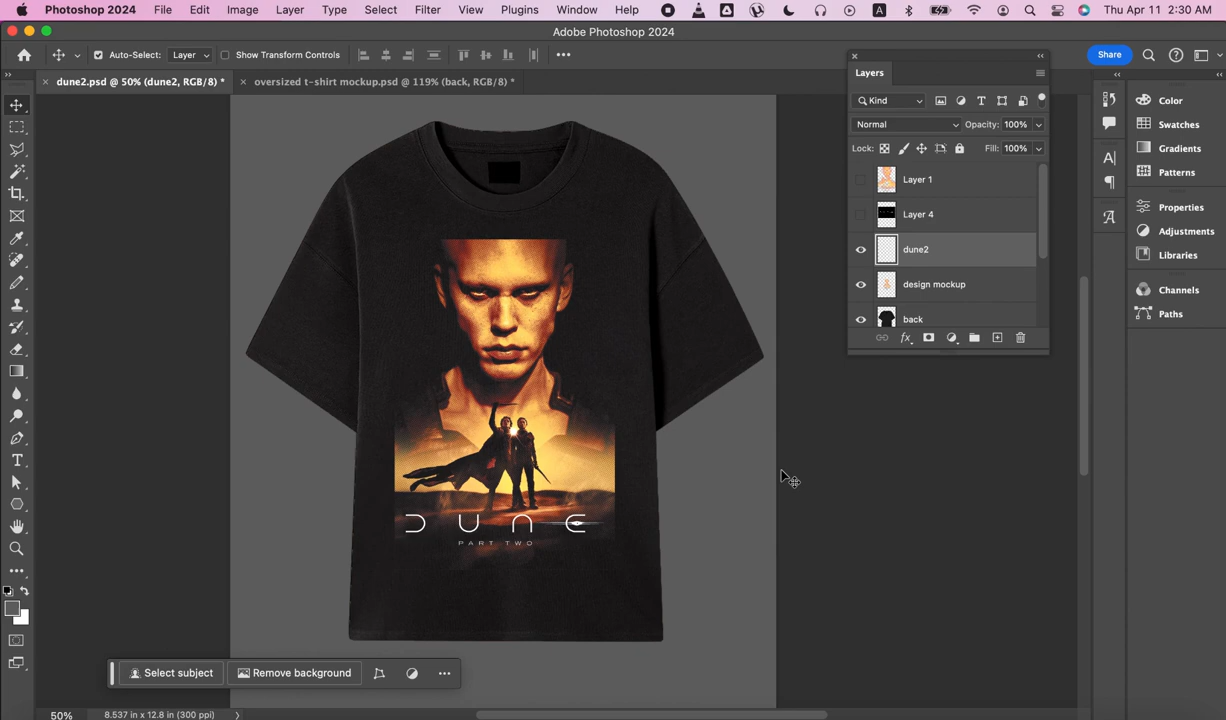 Photoshop 2024 File Edit Image Layer Type Select Filter View Plugins Window Help A Thu Apr 11 2:30 AM
Adobe Photoshop 2024
Auto-Select: Layer Show Transform Controls ••• Share
× dune2.psd @ 50% (dune2, RGB/8) * × oversized t-shirt mockup.psd @ 119% (back, RGB/8) *
Layers
Kind
Normal Opacity: 100%
Lock: Fill: 100%
Layer 1
Layer 4
dune2
design mockup
back
fx
Color
Swatches
Gradients
Patterns
Properties
Adjustments
Libraries
Channels
Paths
DUNE
PART TWO
Select subject Remove background •••
50% 8.537 in x 12.8 in (300 ppi)